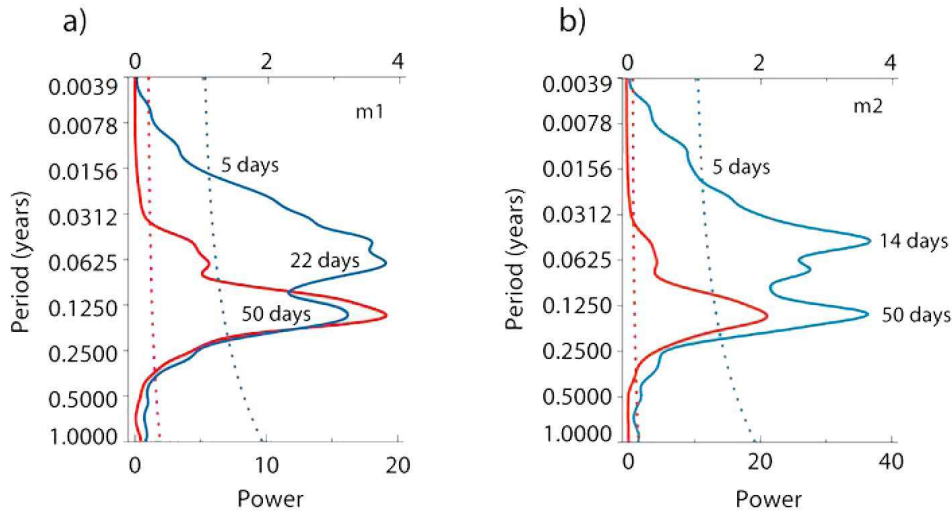 a)
0 2 4
m1
0.0039
0.0078
0.0156
0.0312
0.0625
0.1250
0.2500
0.5000
1.0000
Period (years)
5 days
22 days
50 days
0 10 20
Power
b)
0 2 4
m2
0.0039
0.0078
0.0156
0.0312
0.0625
0.1250
0.2500
0.5000
1.0000
Period (years)
5 days
14 days
50 days
0 20 40
Power